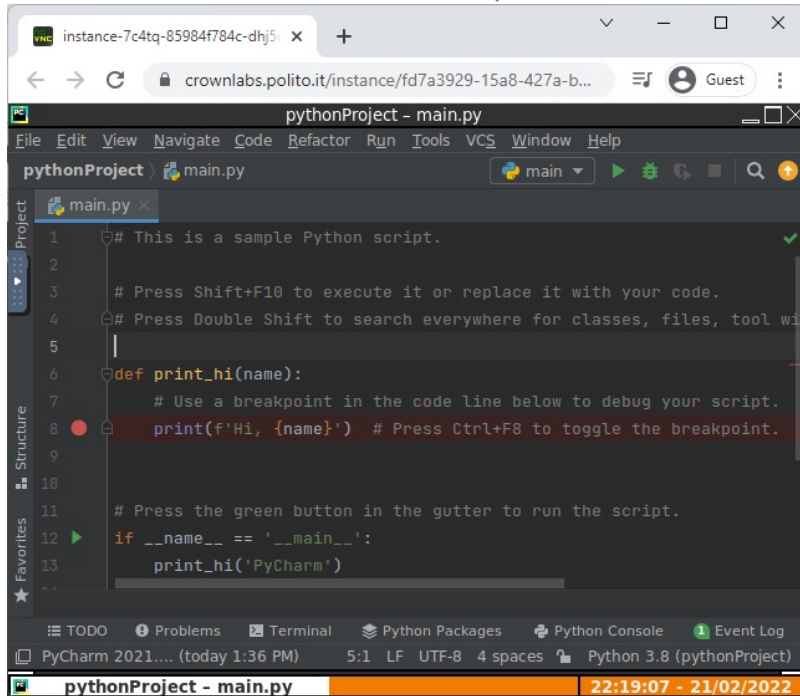 instance-7c4tq-85984f784c-dhj5
crownlabs.polito.it/instance/fd7a3929-15a8-427a-b... Guest
pythonProject – main.py
File Edit View Navigate Code Refactor Run Tools VCS Window Help
pythonProject main.py main
main.py
Project
1 # This is a sample Python script.
2
3 # Press Shift+F10 to execute it or replace it with your code.
4 # Press Double Shift to search everywhere for classes, files, tool wi
5
6 def print_hi(name):
7 # Use a breakpoint in the code line below to debug your script.
8 print(f'Hi, {name}') # Press Ctrl+F8 to toggle the breakpoint.
9
10
11 # Press the green button in the gutter to run the script.
12 if __name__ == '__main__':
13 print_hi('PyCharm')
Structure
Favorites
TODO Problems Terminal Python Packages Python Console 1 Event Log
PyCharm 2021.... (today 1:36 PM) 5:1 LF UTF-8 4 spaces Python 3.8 (pythonProject)
pythonProject – main.py 22:19:07 - 21/02/2022